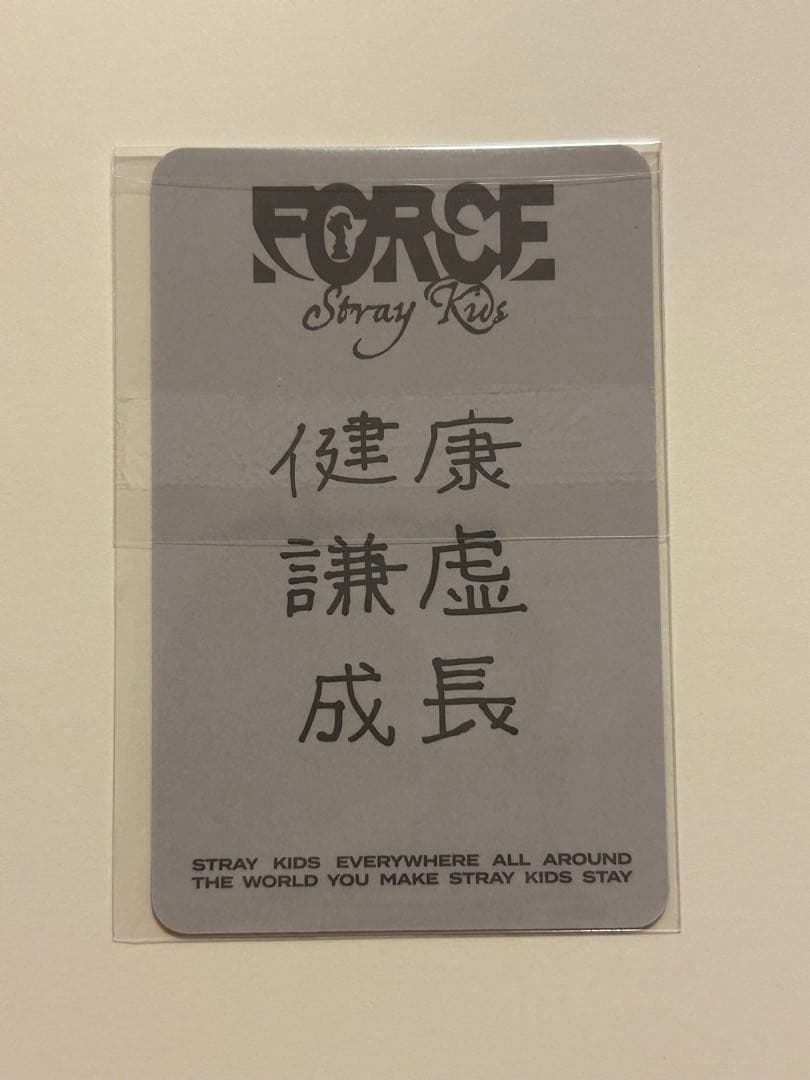 FORCE
Stray Kids
健康
謙虚
成長
STRAY KIDS EVERYWHERE ALL AROUND
THE WORLD YOU MAKE STRAY KIDS STAY